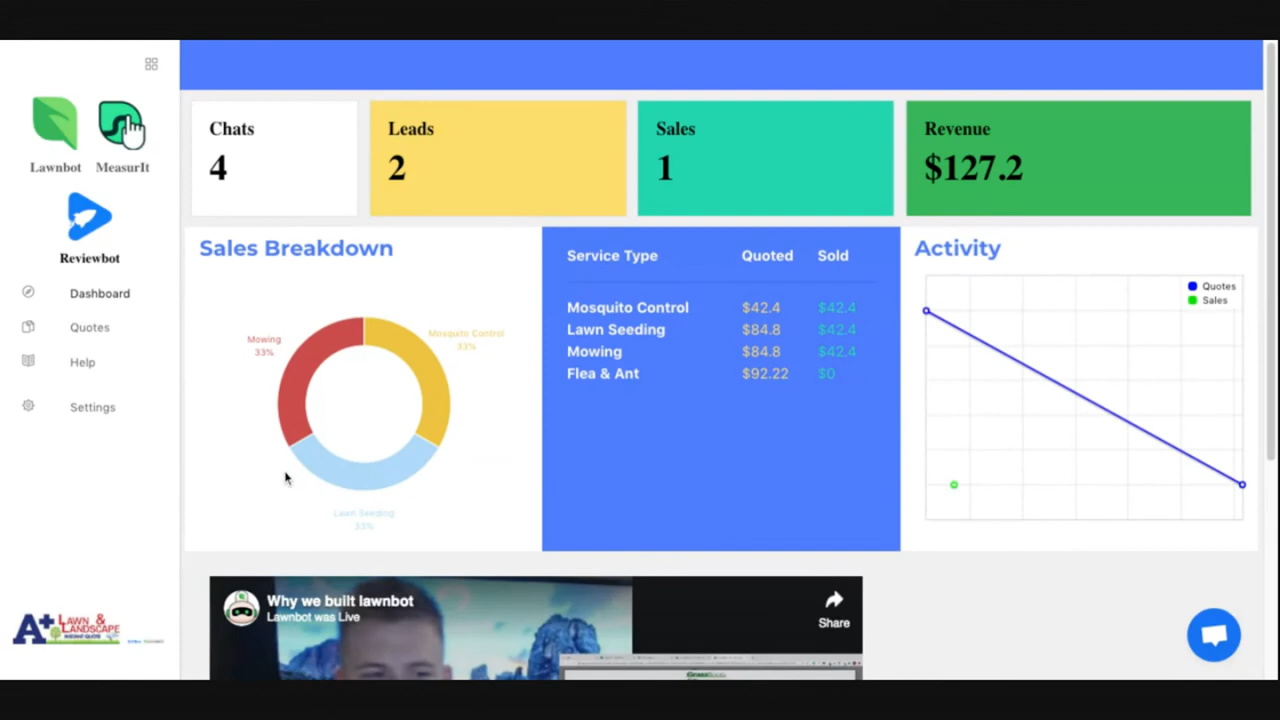 Lawnbot
MeasurIt
Reviewbot
Dashboard
Quotes
Help
Settings
A+ LAWN &
LANDSCAPE
INSTANT QUOTE
Chats
4
Leads
2
Sales
1
Revenue
$127.2
Sales Breakdown
Mowing
33%
Mosquito Control
33%
Lawn Seeding
33%
Service Type Quoted Sold
Mosquito Control $42.4 $42.4
Lawn Seeding $84.8 $42.4
Mowing $84.8 $42.4
Flea & Ant $92.22 $0
Activity
Quotes
Sales
Why we built lawnbot
Lawnbot was Live
Share